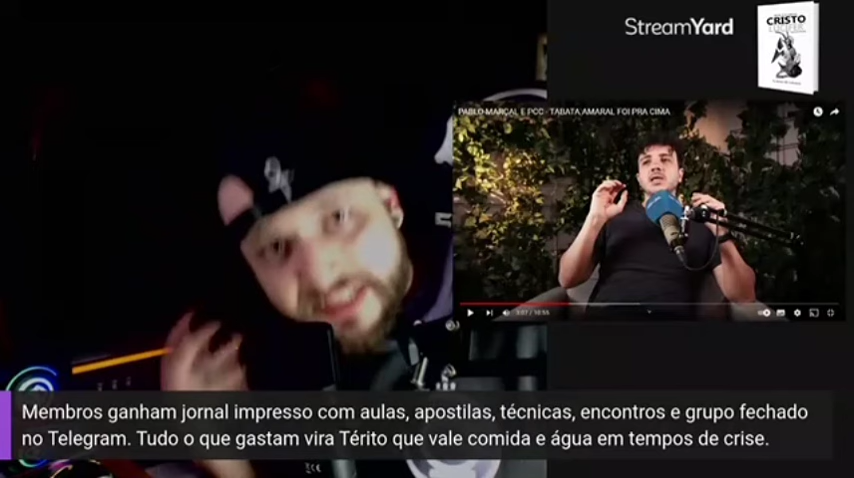 StreamYard
CRISTO
PABLO MARÇAL E PCC - TABATA AMARAL FOI PRA CIMA
Membros ganham jornal impresso com aulas, apostilas, técnicas, encontros e grupo fechado
no Telegram. Tudo o que gastam vira Térito que vale comida e água em tempos de crise.